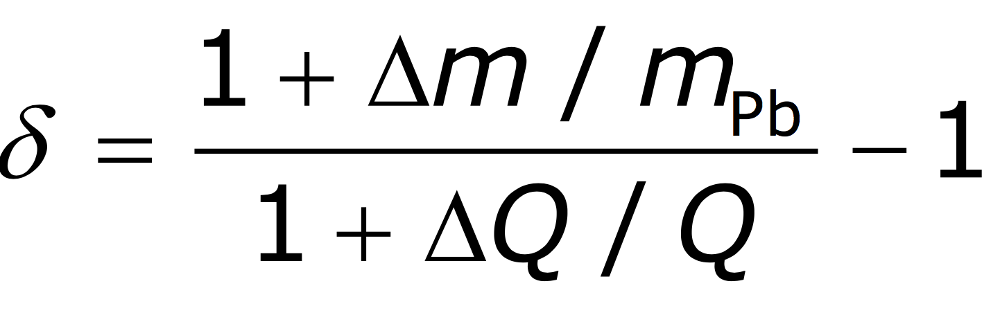 δ = (1 + Δm / m_Pb) / (1 + ΔQ / Q) − 1